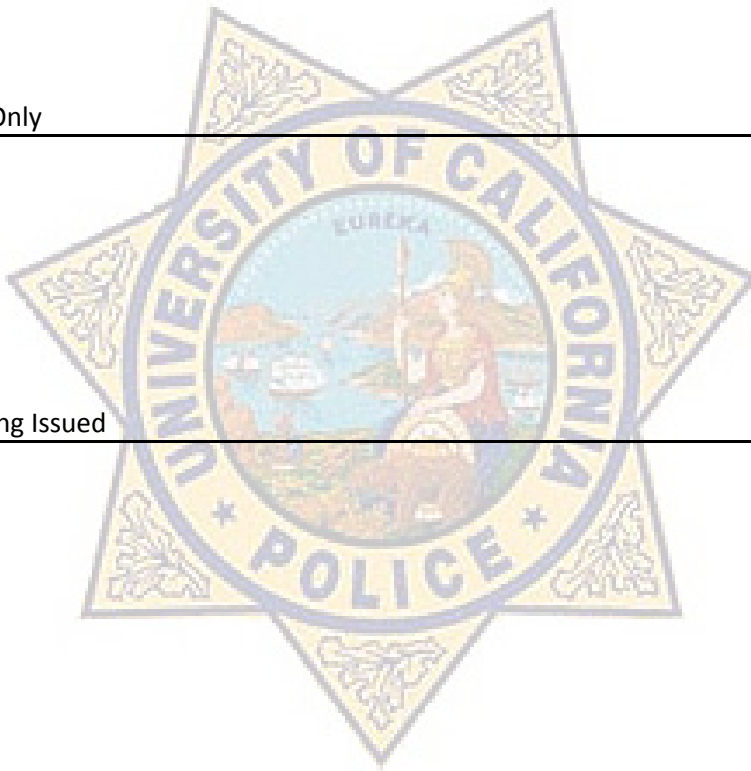 Only
UNIVERSITY OF CALIFORNIA
EUREKA
ng Issued
★ POLICE ★